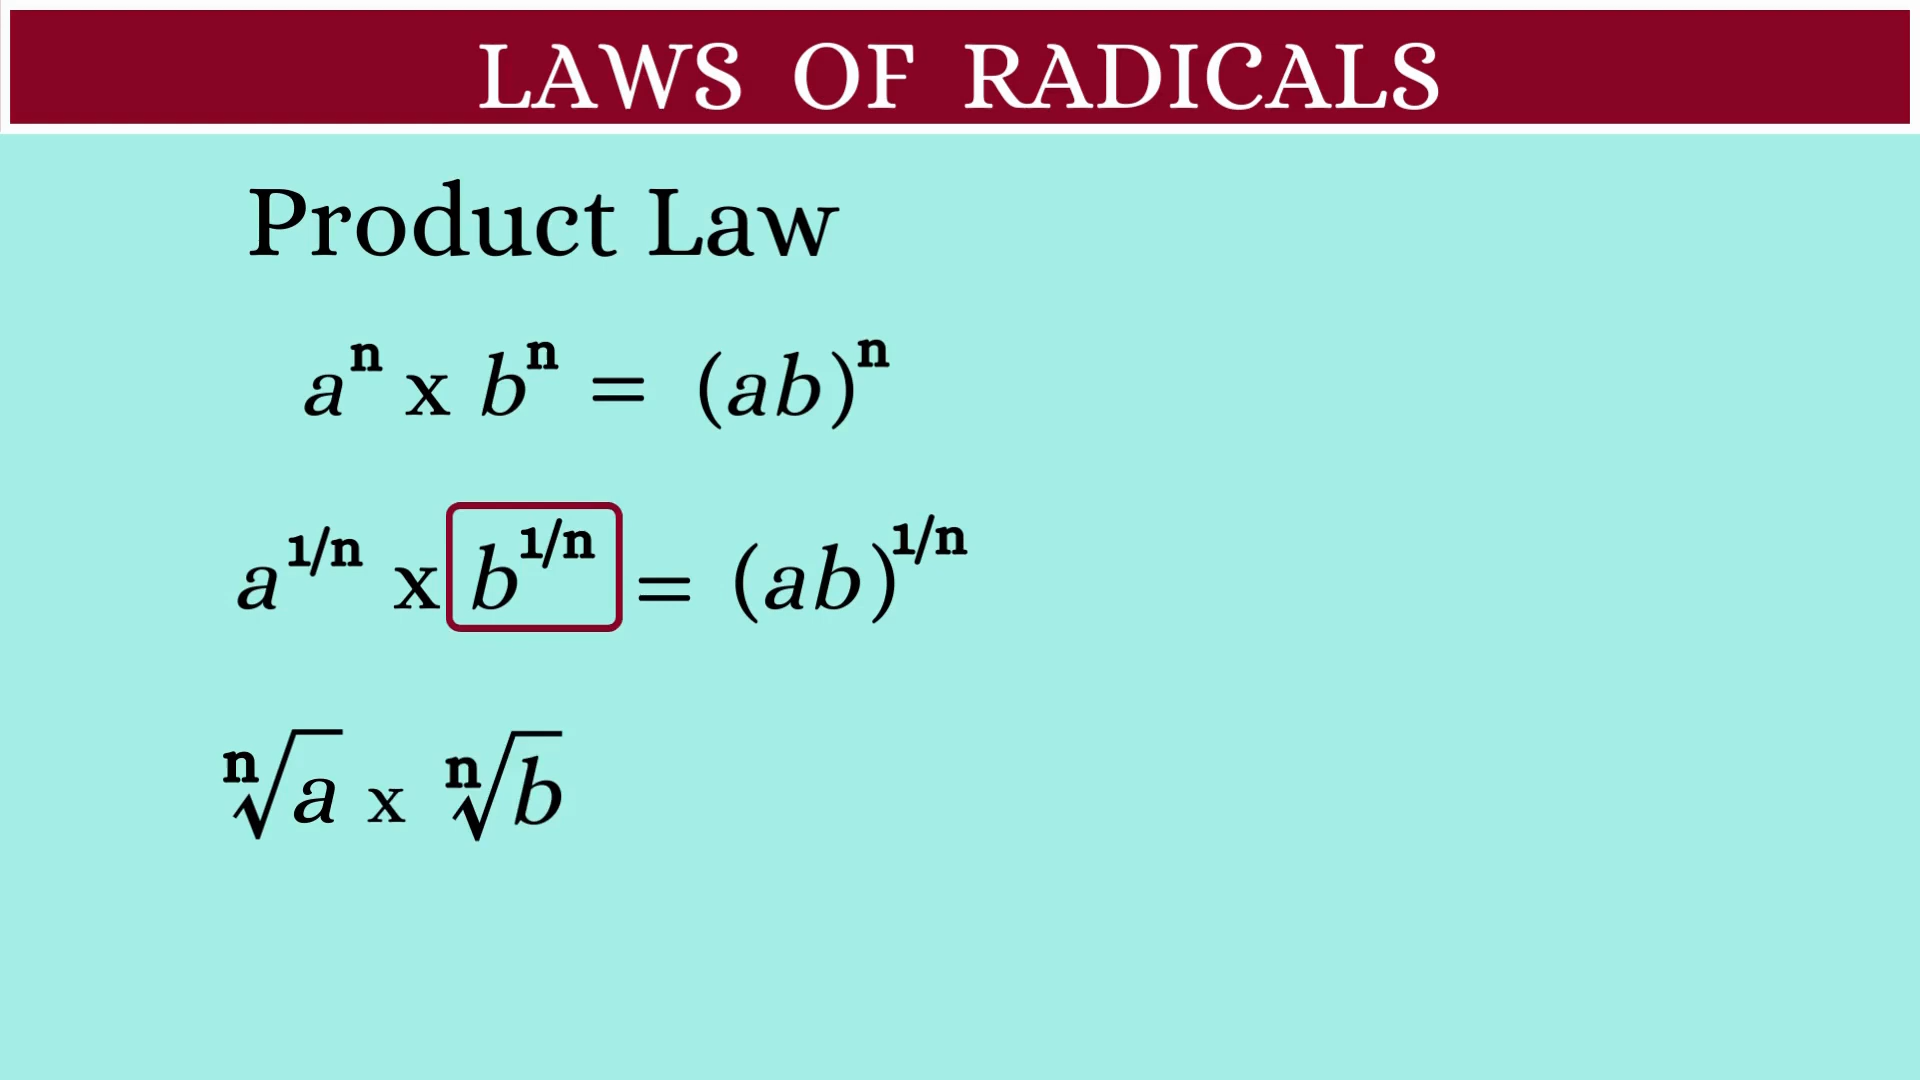 LAWS OF RADICALS
Product Law
aⁿ x bⁿ = (ab)ⁿ
a^1/n x b^1/n = (ab)^1/n
ⁿ√a x ⁿ√b